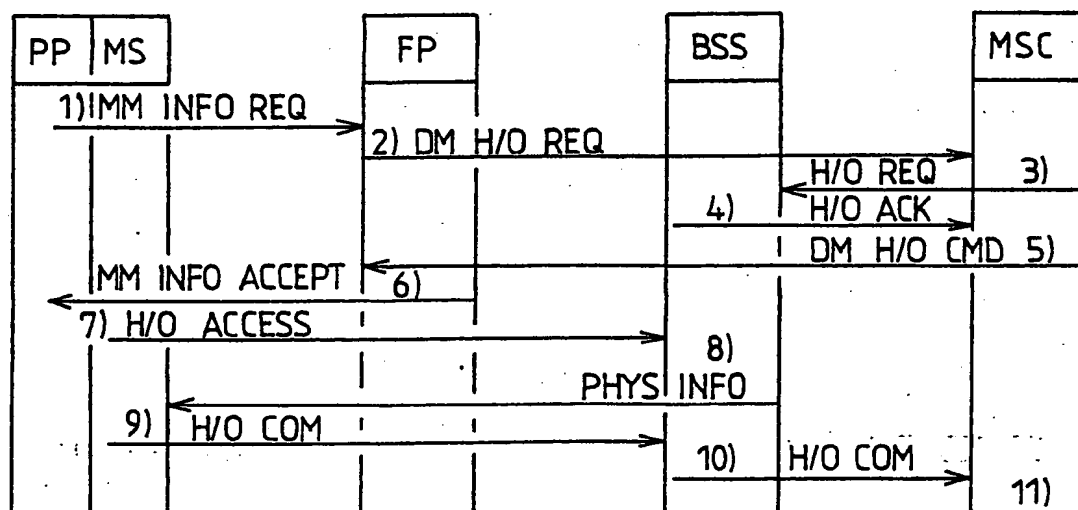 PP MS FP BSS MSC
1) MM INFO REQ
2) DM H/O REQ
H/O REQ 3)
4) H/O ACK
DM H/O CMD 5)
MM INFO ACCEPT 6)
7) H/O ACCESS
8)
PHYS INFO
9) H/O COM
10) H/O COM
11)